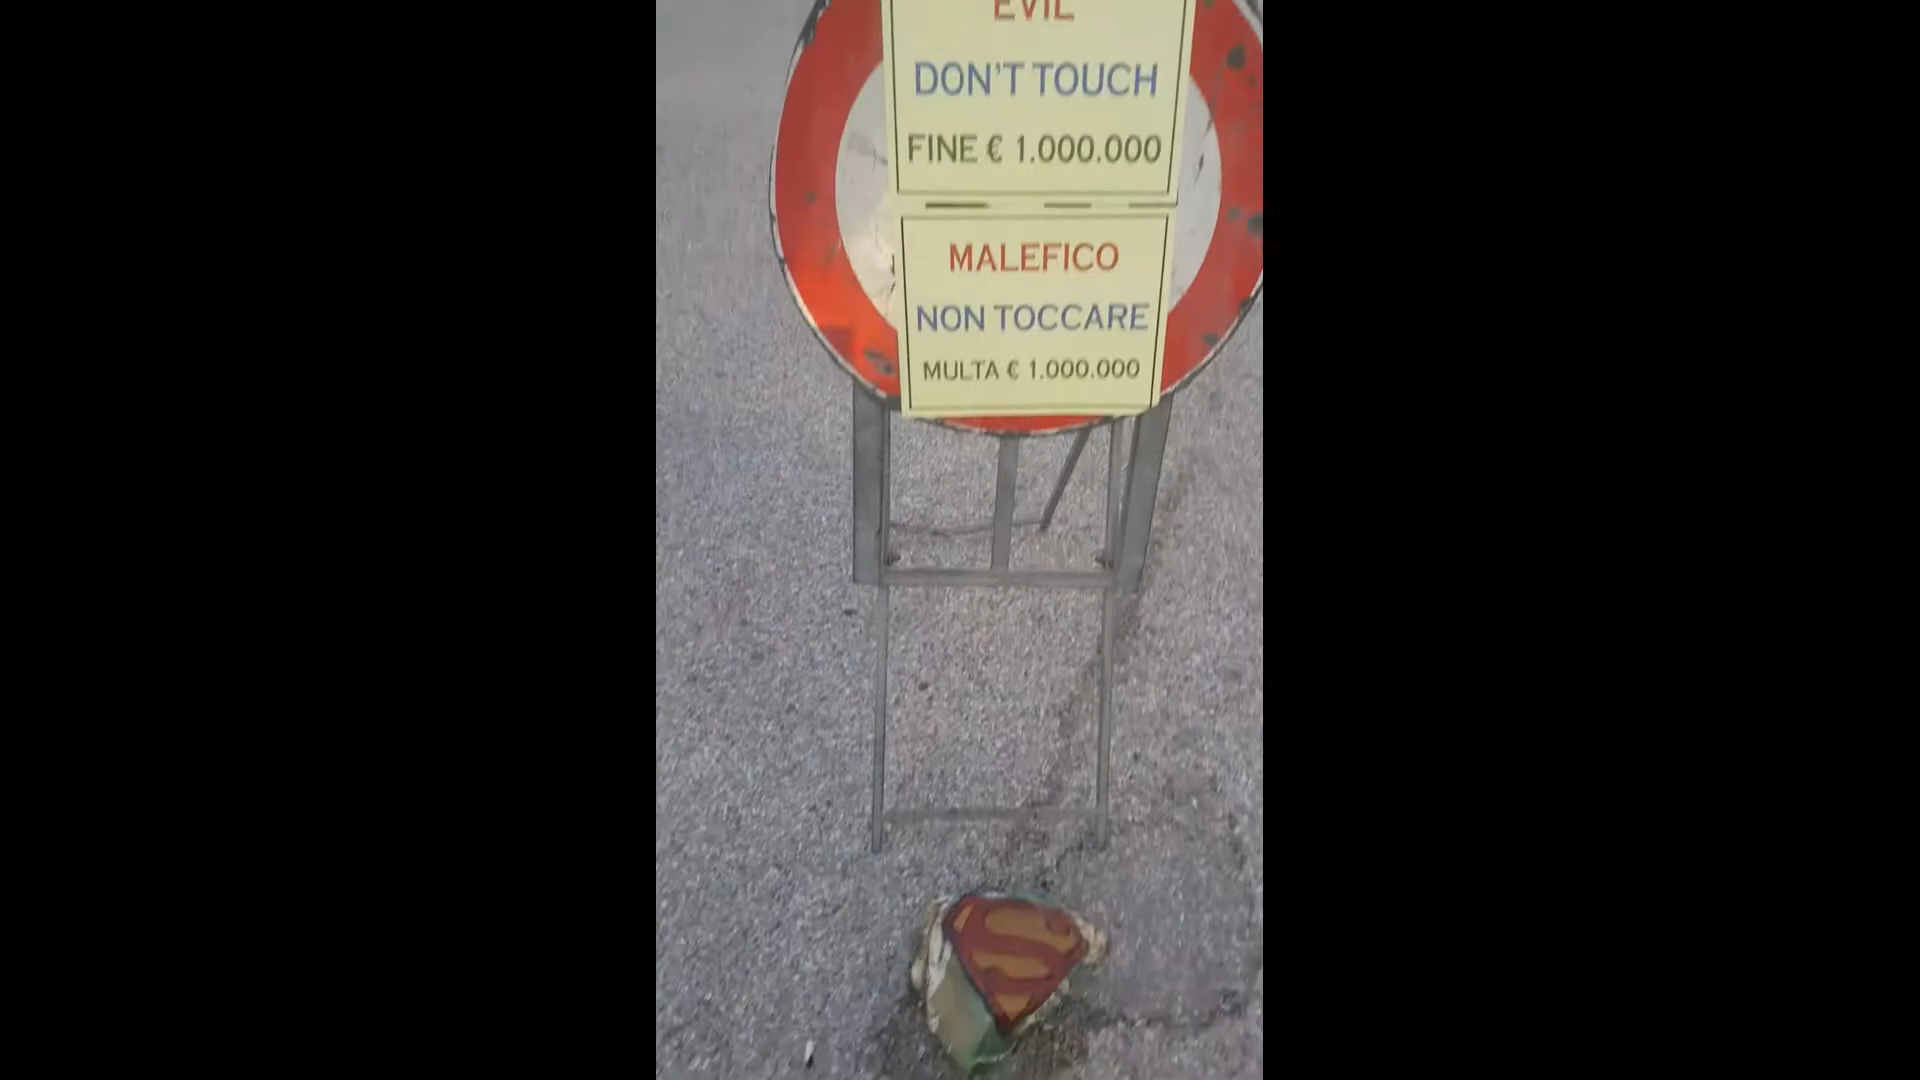 EVIL
DON'T TOUCH
FINE € 1.000.000
MALEFICO
NON TOCCARE
MULTA € 1.000.000
S